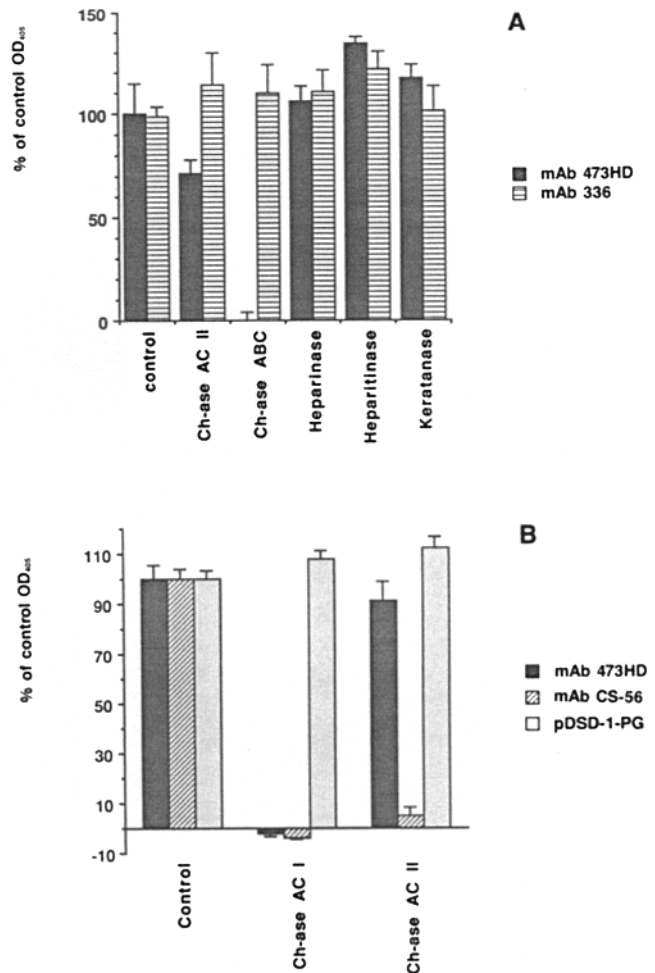 A
% of control OD₄₀₅
150
100
50
0
mAb 473HD
mAb 336
control
Ch-ase AC II
Ch-ase ABC
Heparinase
Heparitinase
Keratanase
B
% of control OD₄₀₅
110
90
70
50
30
10
-10
mAb 473HD
mAb CS-56
pDSD-1-PG
Control
Ch-ase AC I
Ch-ase AC II